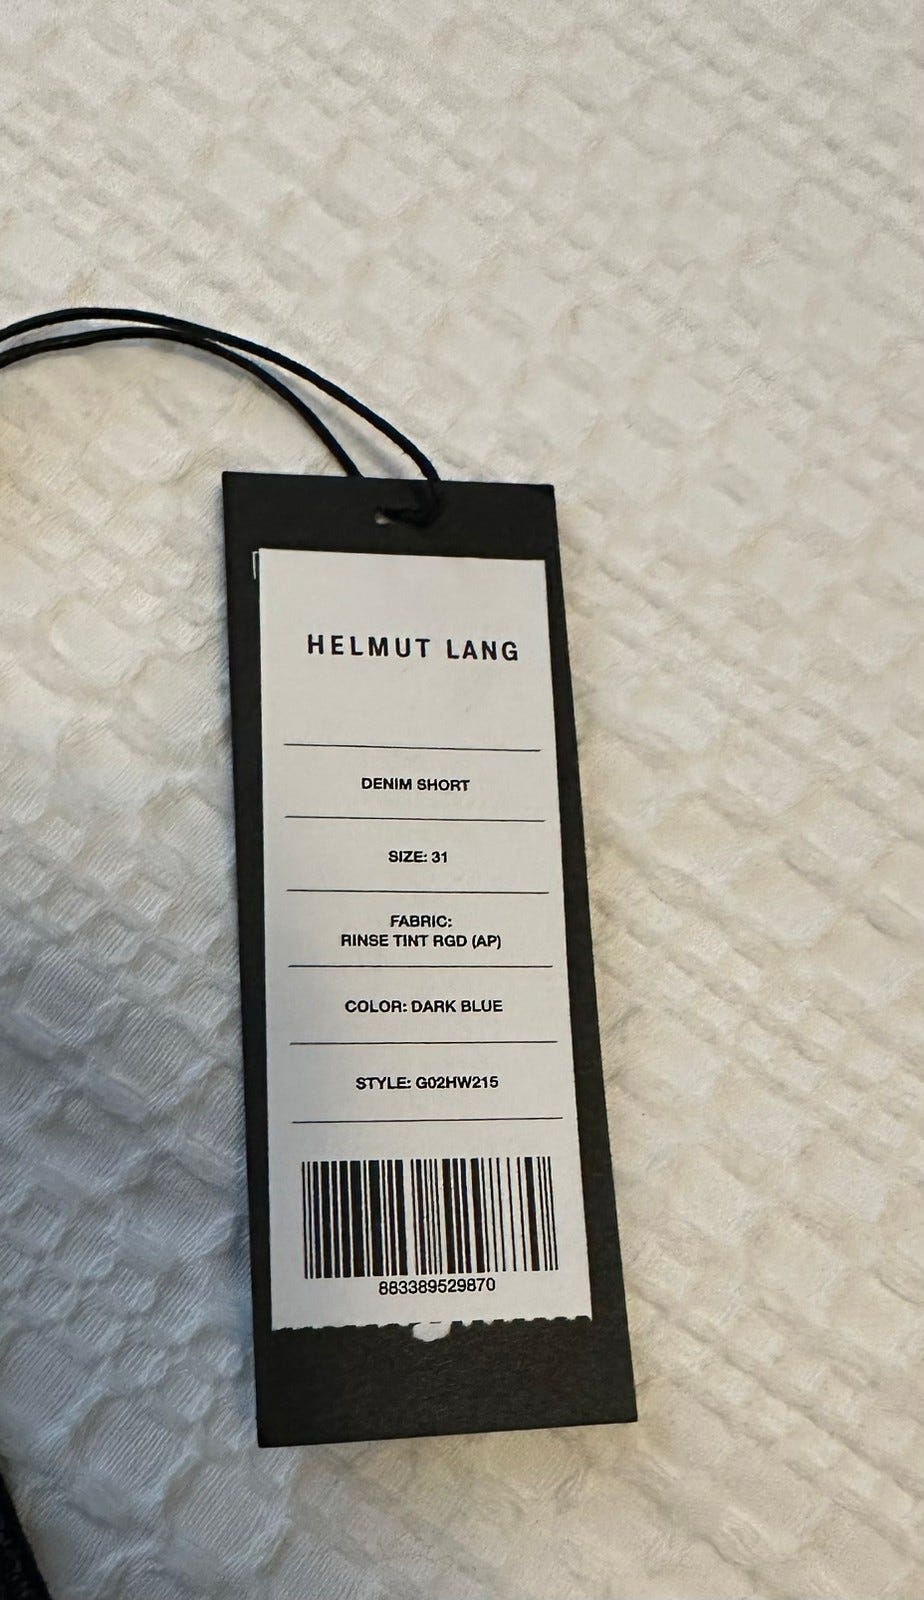 HELMUT LANG
DENIM SHORT
SIZE: 31
FABRIC:
RINSE TINT RGD (AP)
COLOR: DARK BLUE
STYLE: G02HW215
883389529870